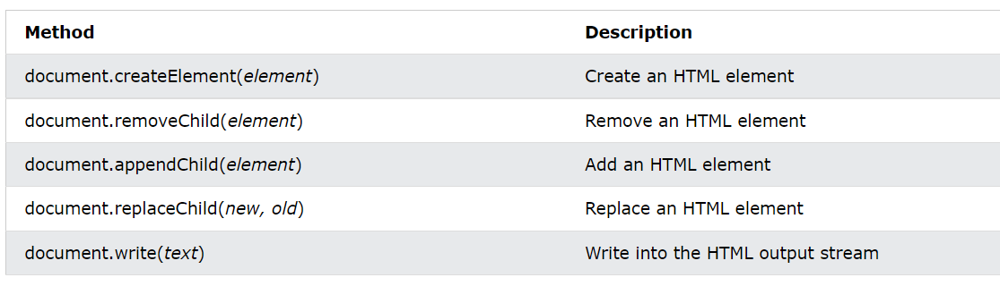 Method Description
document.createElement(element) Create an HTML element
document.removeChild(element) Remove an HTML element
document.appendChild(element) Add an HTML element
document.replaceChild(new, old) Replace an HTML element
document.write(text) Write into the HTML output stream